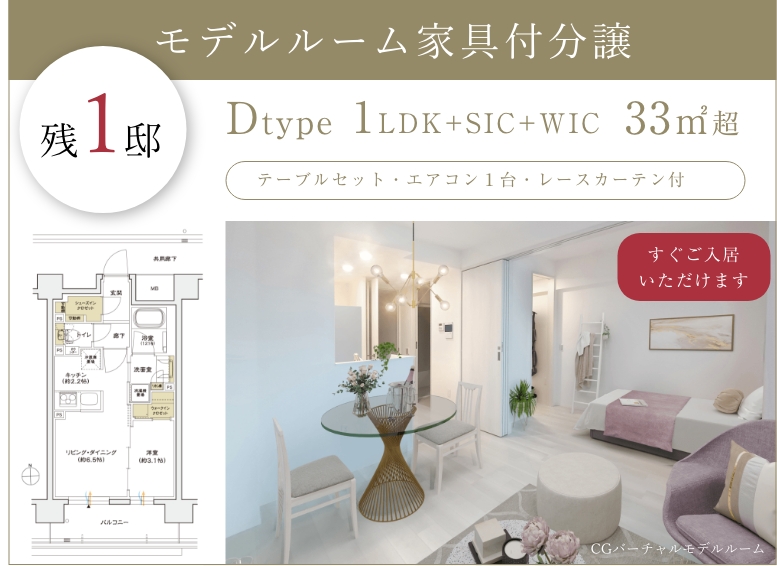 モデルルーム家具付分譲
残1邸
Dtype 1LDK+SIC+WIC 33㎡超
テーブルセット・エアコン1台・レースカーテン付
すぐご入居
いただけます
共用廊下
玄関
MB
シューズイン
クロゼット
PS
トイレ
廊下
浴室
PS
洗面室
キッチン
(約2.2帖)
PS
ウォークイン
クロゼット
PS
リビング・ダイニング
(約6.5帖)
洋室
(約3.1帖)
N
バルコニー
CGバーチャルモデルルーム